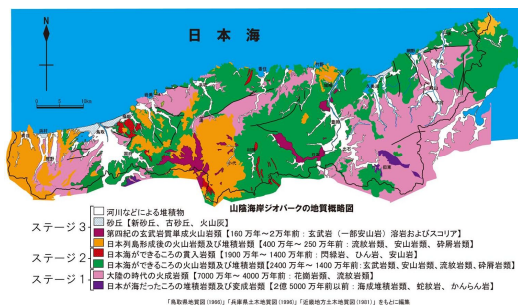 日本海
N
0 5 10km
山陰海岸ジオパークの地質概略図
河川などによる堆積物
ステージ3
砂丘【新砂丘、古砂丘、火山灰】
第四紀の玄武岩質単成火山岩類【160万年～2万年前:玄武岩(一部安山岩)溶岩およびスコリア】
日本列島形成後の火山岩類及び堆積岩類【400万年～250万年前:流紋岩類、安山岩類、砕屑岩類】
ステージ2
日本海ができるころの貫入岩類【1900万年～1400万年前:閃緑岩、ひん岩、安山岩】
日本海ができるころの火山岩類及び堆積岩類【2400万年～1400万年前:玄武岩類、安山岩類、流紋岩類、砕屑岩類】
ステージ1
大陸の時代の火成岩類【7000万年～4000万年前:花崗岩類、流紋岩類】
日本が海だったころの堆積岩類及び変成岩類【2億5000万年前以前:海成堆積岩類、蛇紋岩、かんらん岩】
「鳥取県地質図(1966)」「兵庫県土木地質図(1996)」「近畿地方土木地質図(1981)」をもとに編集